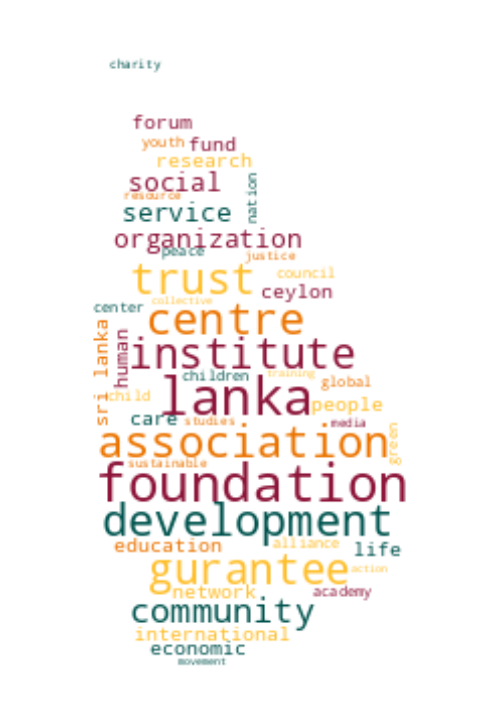 charity
forum
youth fund
research
social
resource
nation
service
organization
peace
justice
trust
council
ceylon
collective
center
centre
sri lanka
human
institute
children
training
global
lanka
child
people
care
studies
media
association
green
sustainable
foundation
development
education
alliance
life
gurantee
action
network
academy
community
international
economic
movement